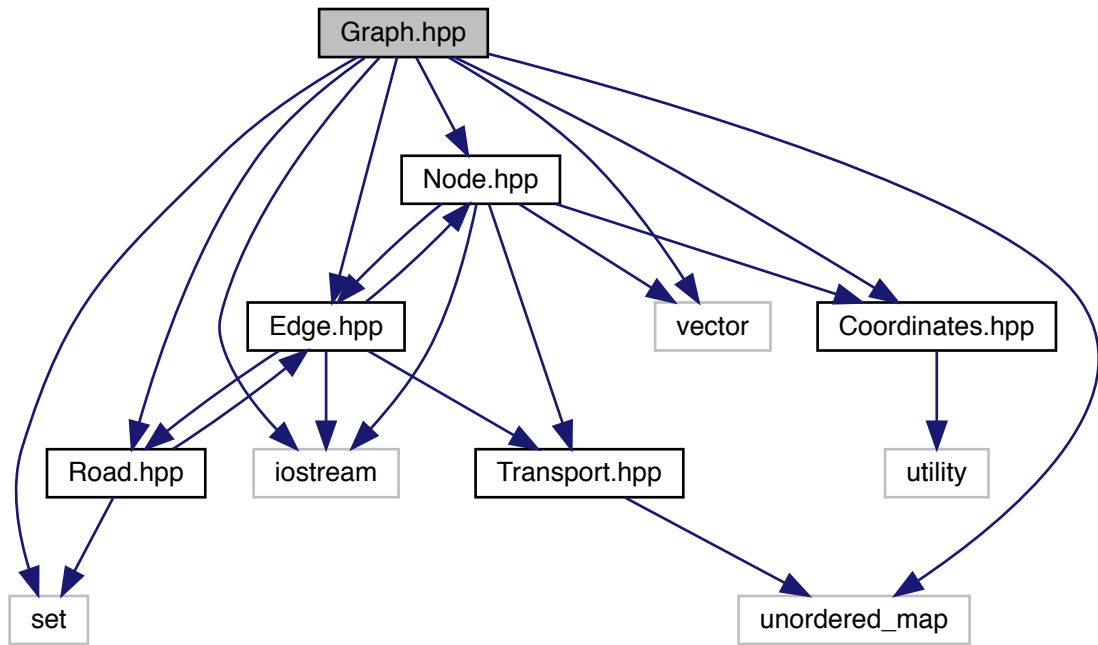 Graph.hpp
Node.hpp
Edge.hpp
vector
Coordinates.hpp
Road.hpp
iostream
Transport.hpp
utility
set
unordered_map